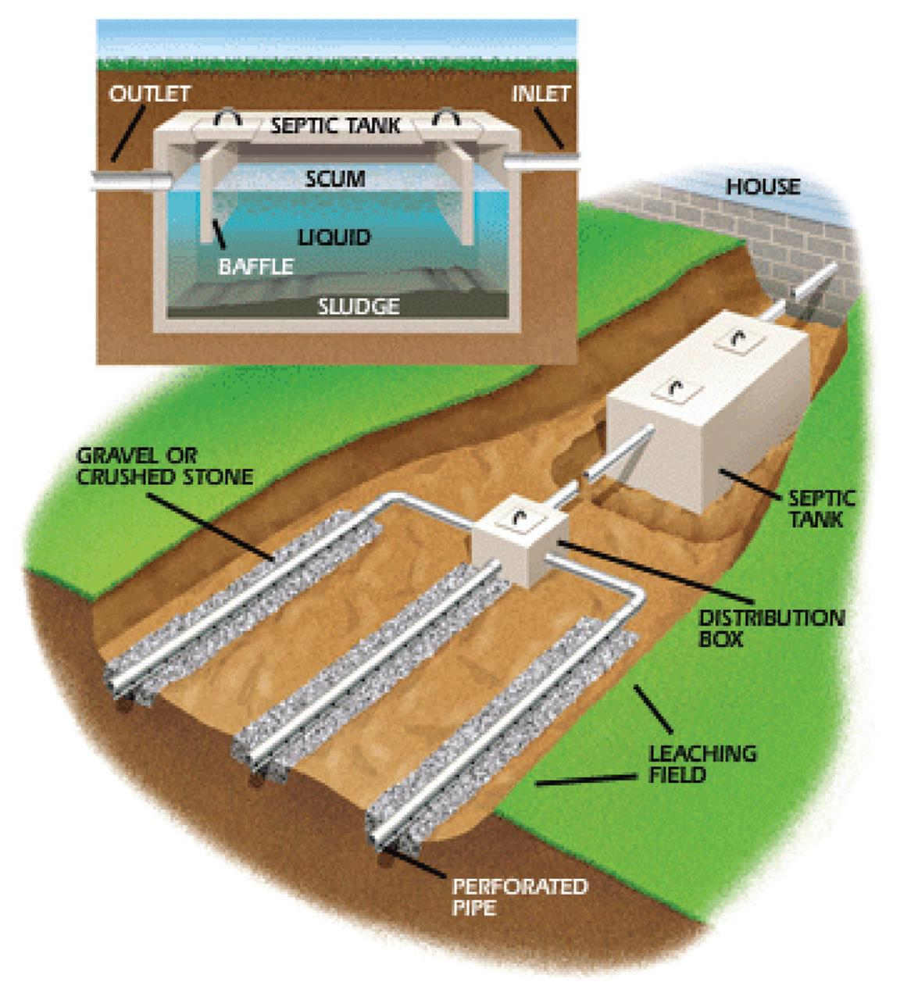 OUTLET
INLET
SEPTIC TANK
SCUM
LIQUID
BAFFLE
SLUDGE
HOUSE
GRAVEL OR
CRUSHED STONE
SEPTIC
TANK
DISTRIBUTION
BOX
LEACHING
FIELD
PERFORATED
PIPE